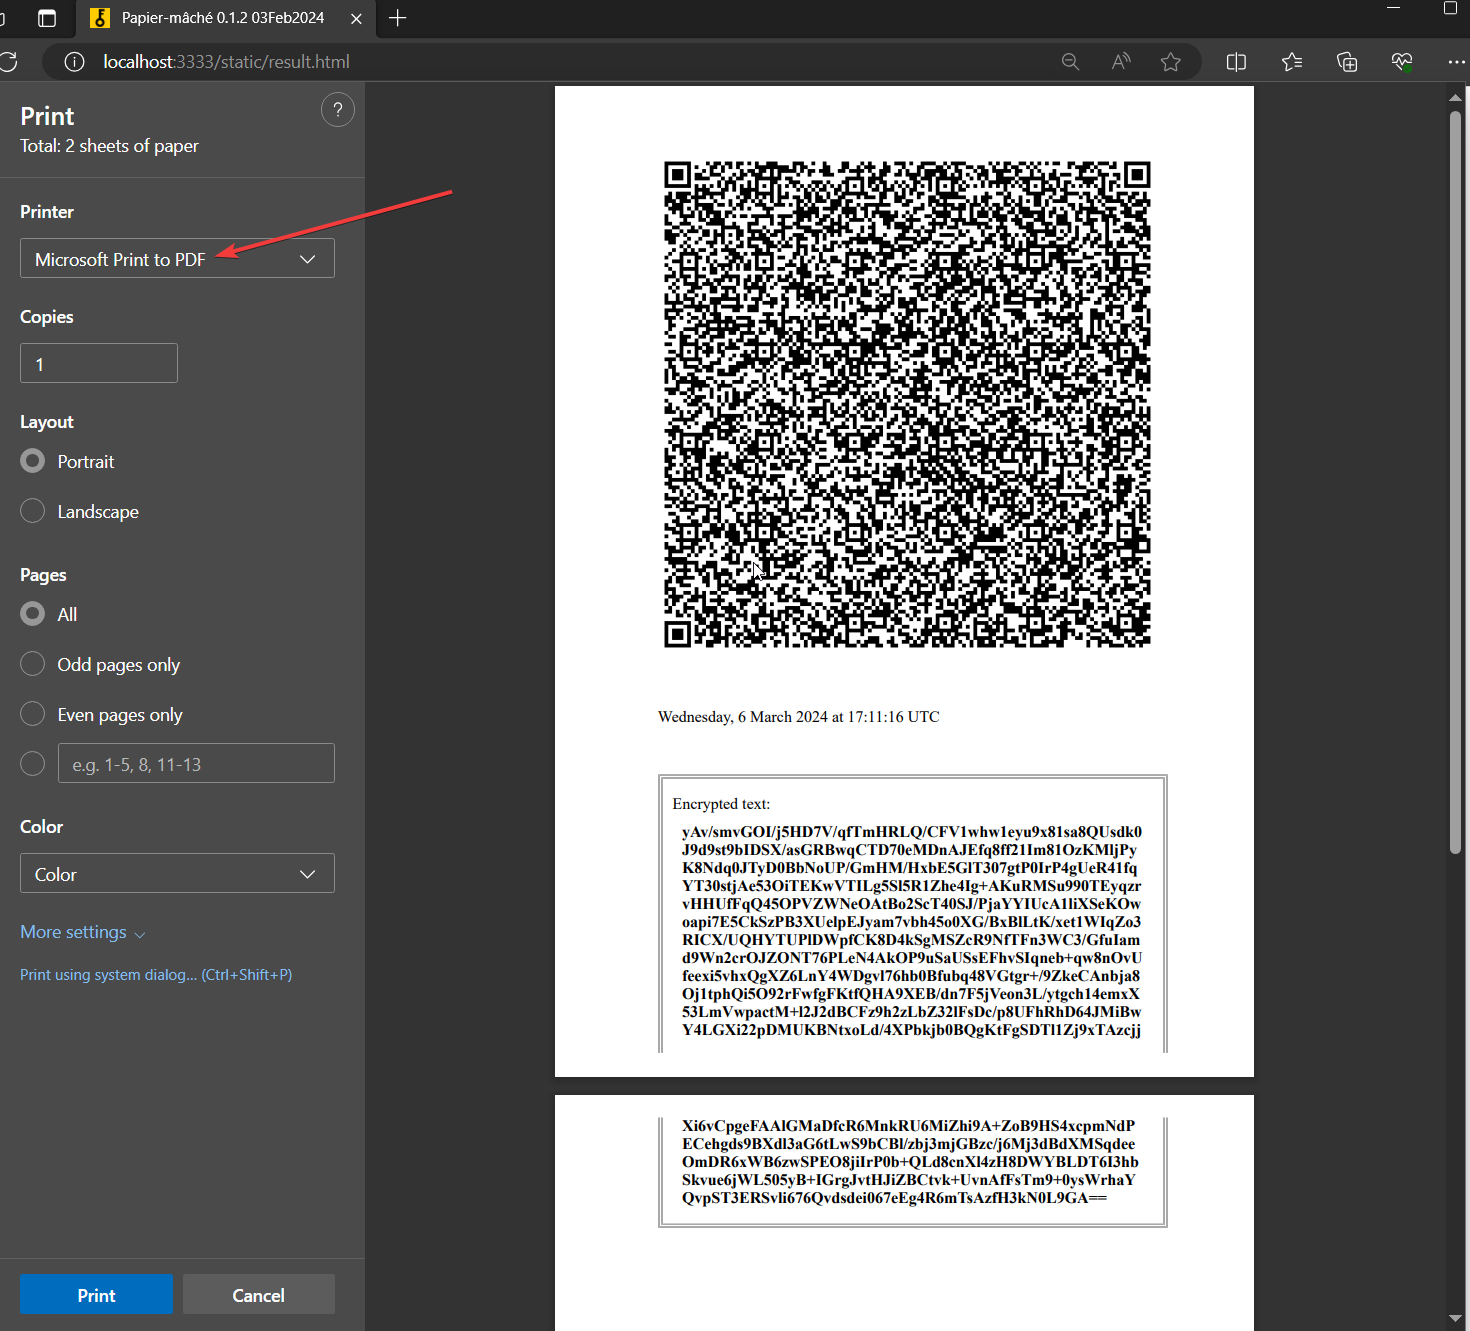 Papier-mâché 0.1.2 03Feb2024
localhost:3333/static/result.html
Print
?
Total: 2 sheets of paper
Printer
Microsoft Print to PDF
Copies
1
Layout
Portrait
Landscape
Pages
All
Odd pages only
Even pages only
e.g. 1-5, 8, 11-13
Color
Color
More settings
Print using system dialog... (Ctrl+Shift+P)
Print
Cancel
Wednesday, 6 March 2024 at 17:11:16 UTC
Encrypted text:
yAv/smvGOI/j5HD7V/qfTmHRLQ/CFV1whw1eyu9x81sa8QUsdk0
J9d9st9bIDSX/asGRBwqCTD70eMDnAJEfq8ff21Im81OzKMljPy
K8Ndq0JTyD0BbNoUP/GmHM/HxbE5GlT307gtP0IrP4gUeR41fq
YT30stjAe53OiTEKwVTILg5Sl5R1Zhe4Ig+AKuRMSu990TEyqzr
vHHUfFqQ45OPVZWNeOAtBo2ScT40SJ/PjaYYIUcA1liXSeKOw
oapi7E5CkSzPB3XUelpEJyam7vbh45o0XG/BxBlLtK/xet1WIqZo3
RICX/UQHYTUPlDWpfCK8D4kSgMSZcR9NfTFn3WC3/GfuIam
d9Wn2crOJZONT76PLeN4AkOP9uSaUSsEFhvSIqneb+qw8nOvU
feexi5vhxQgXZ6LnY4WDgvl76hb0Bfubq48VGtgr+/9ZkeCAnbja8
Oj1tphQi5O92rFwfgFKtfQHA9XEB/dn7F5jVeon3L/ytgch14emxX
53LmVwpactM+l2J2dBCFz9h2zLbZ32lFsDc/p8UFhRhD64JMiBw
Y4LGXi22pDMUKBNtxoLd/4XPbkjb0BQgKtFgSDTl1Zj9xTAzcjj
Xi6vCpgeFAAlGMaDfcR6MnkRU6MiZhi9A+ZoB9HS4xcpmNdP
ECehgds9BXdl3aG6tLwS9bCBl/zbj3mjGBzc/j6Mj3dBdXMSqdee
OmDR6xWB6zwSPEO8jiIrP0b+QLd8cnXl4zH8DWYBLDT6I3hb
Skvue6jWL505yB+IGrgJvtHJiZBCtvk+UvnAfFsTm9+0ysWrhaY
QvpST3ERSvli676Qvdsdei067eEg4R6mTsAzfH3kN0L9GA==